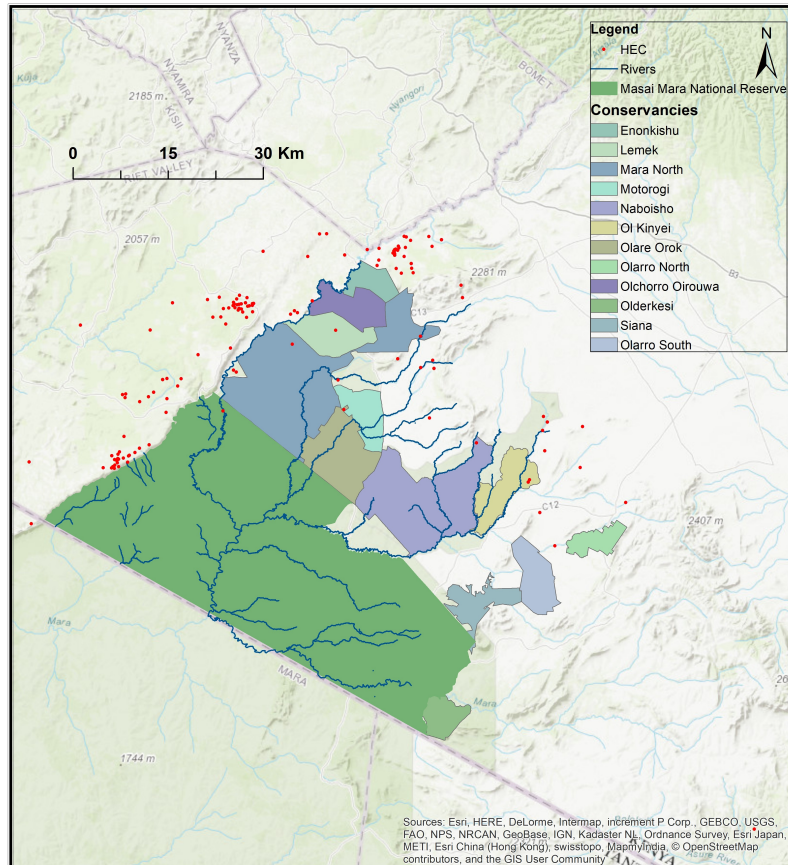 Legend
HEC
Rivers
Masai Mara National Reserve
Conservancies
Enonkishu
Lemek
Mara North
Motorogi
Naboisho
Ol Kinyei
Olare Orok
Olarro North
Olchorro Oirouwa
Olderkesi
Siana
Olarro South
N
0 15 30 Km
NYANZA
NYAMIRA
KISII
BOMET
Kuja
2185 m
Nyangori
RIFT VALLEY
2057 m
2281 m
B3
C13
C12
2407 m
Mara
MARA
Mara
1744 m
Sources: Esri, HERE, DeLorme, Intermap, increment P Corp., GEBCO, USGS,
FAO, NPS, NRCAN, GeoBase, IGN, Kadaster NL, Ordnance Survey, Esri Japan,
METI, Esri China (Hong Kong), swisstopo, MapmyIndia, © OpenStreetMap
contributors, and the GIS User Community